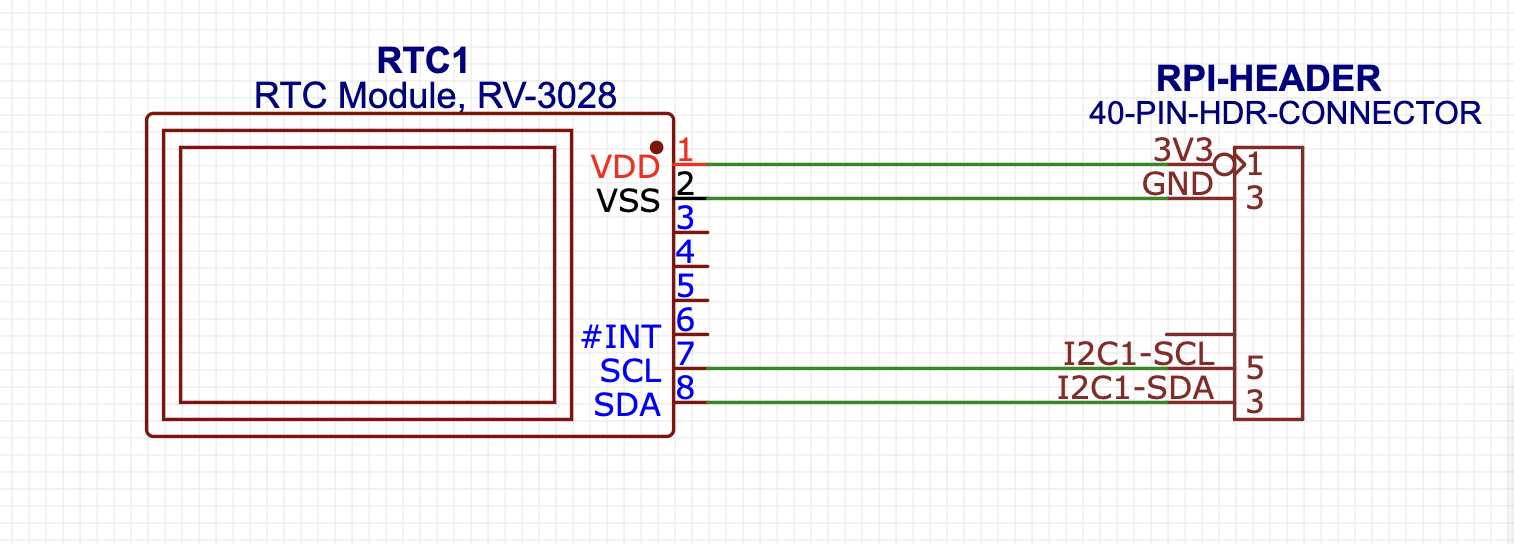 RTC1
RTC Module, RV-3028
VDD 1
VSS 2
3
4
5
#INT 6
SCL 7
SDA 8
RPI-HEADER
40-PIN-HDR-CONNECTOR
3V3 1
GND 3
I2C1-SCL 5
I2C1-SDA 3